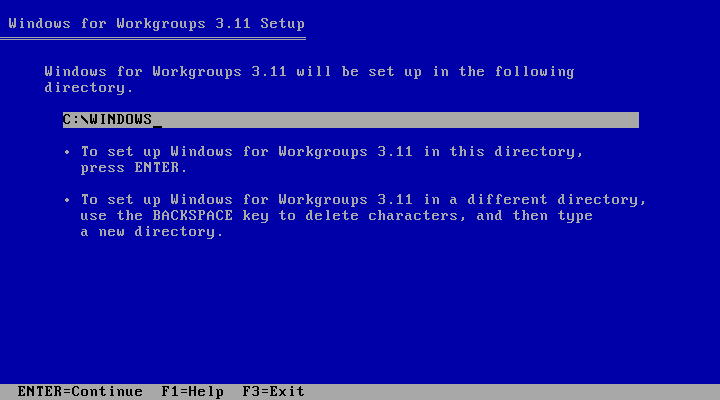 Windows for Workgroups 3.11 Setup
Windows for Workgroups 3.11 will be set up in the following
directory.
C:\WINDOWS_
• To set up Windows for Workgroups 3.11 in this directory,
press ENTER.
• To set up Windows for Workgroups 3.11 in a different directory,
use the BACKSPACE key to delete characters, and then type
a new directory.
ENTER=Continue  F1=Help  F3=Exit